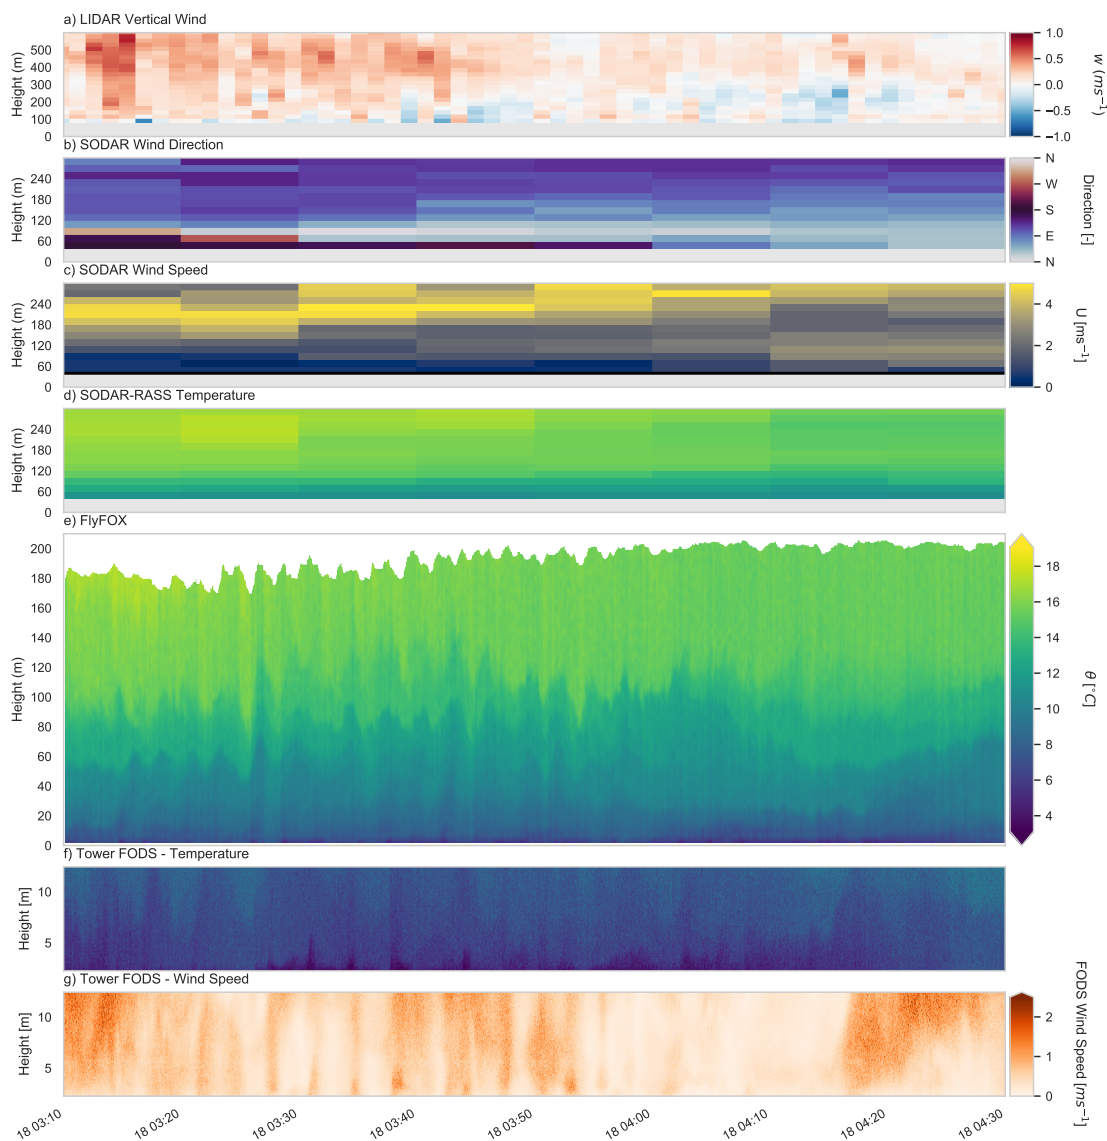 a) LIDAR Vertical Wind
Height (m)
500
400
300
200
100
0
1.0
0.5
0.0
−0.5
−1.0
w (ms⁻¹)
b) SODAR Wind Direction
Height (m)
240
180
120
60
0
N
W
S
E
N
Direction [-]
c) SODAR Wind Speed
Height (m)
240
180
120
60
0
4
2
0
U [ms⁻¹]
d) SODAR-RASS Temperature
Height (m)
240
180
120
60
0
e) FlyFOX
Height (m)
200
180
160
140
120
100
80
60
40
20
0
18
16
14
12
10
8
6
4
θ [°C]
f) Tower FODS - Temperature
Height [m]
10
5
g) Tower FODS - Wind Speed
Height [m]
10
5
2
1
0
FODS Wind Speed [ms⁻¹]
18 03:10
18 03:20
18 03:30
18 03:40
18 03:50
18 04:00
18 04:10
18 04:20
18 04:30